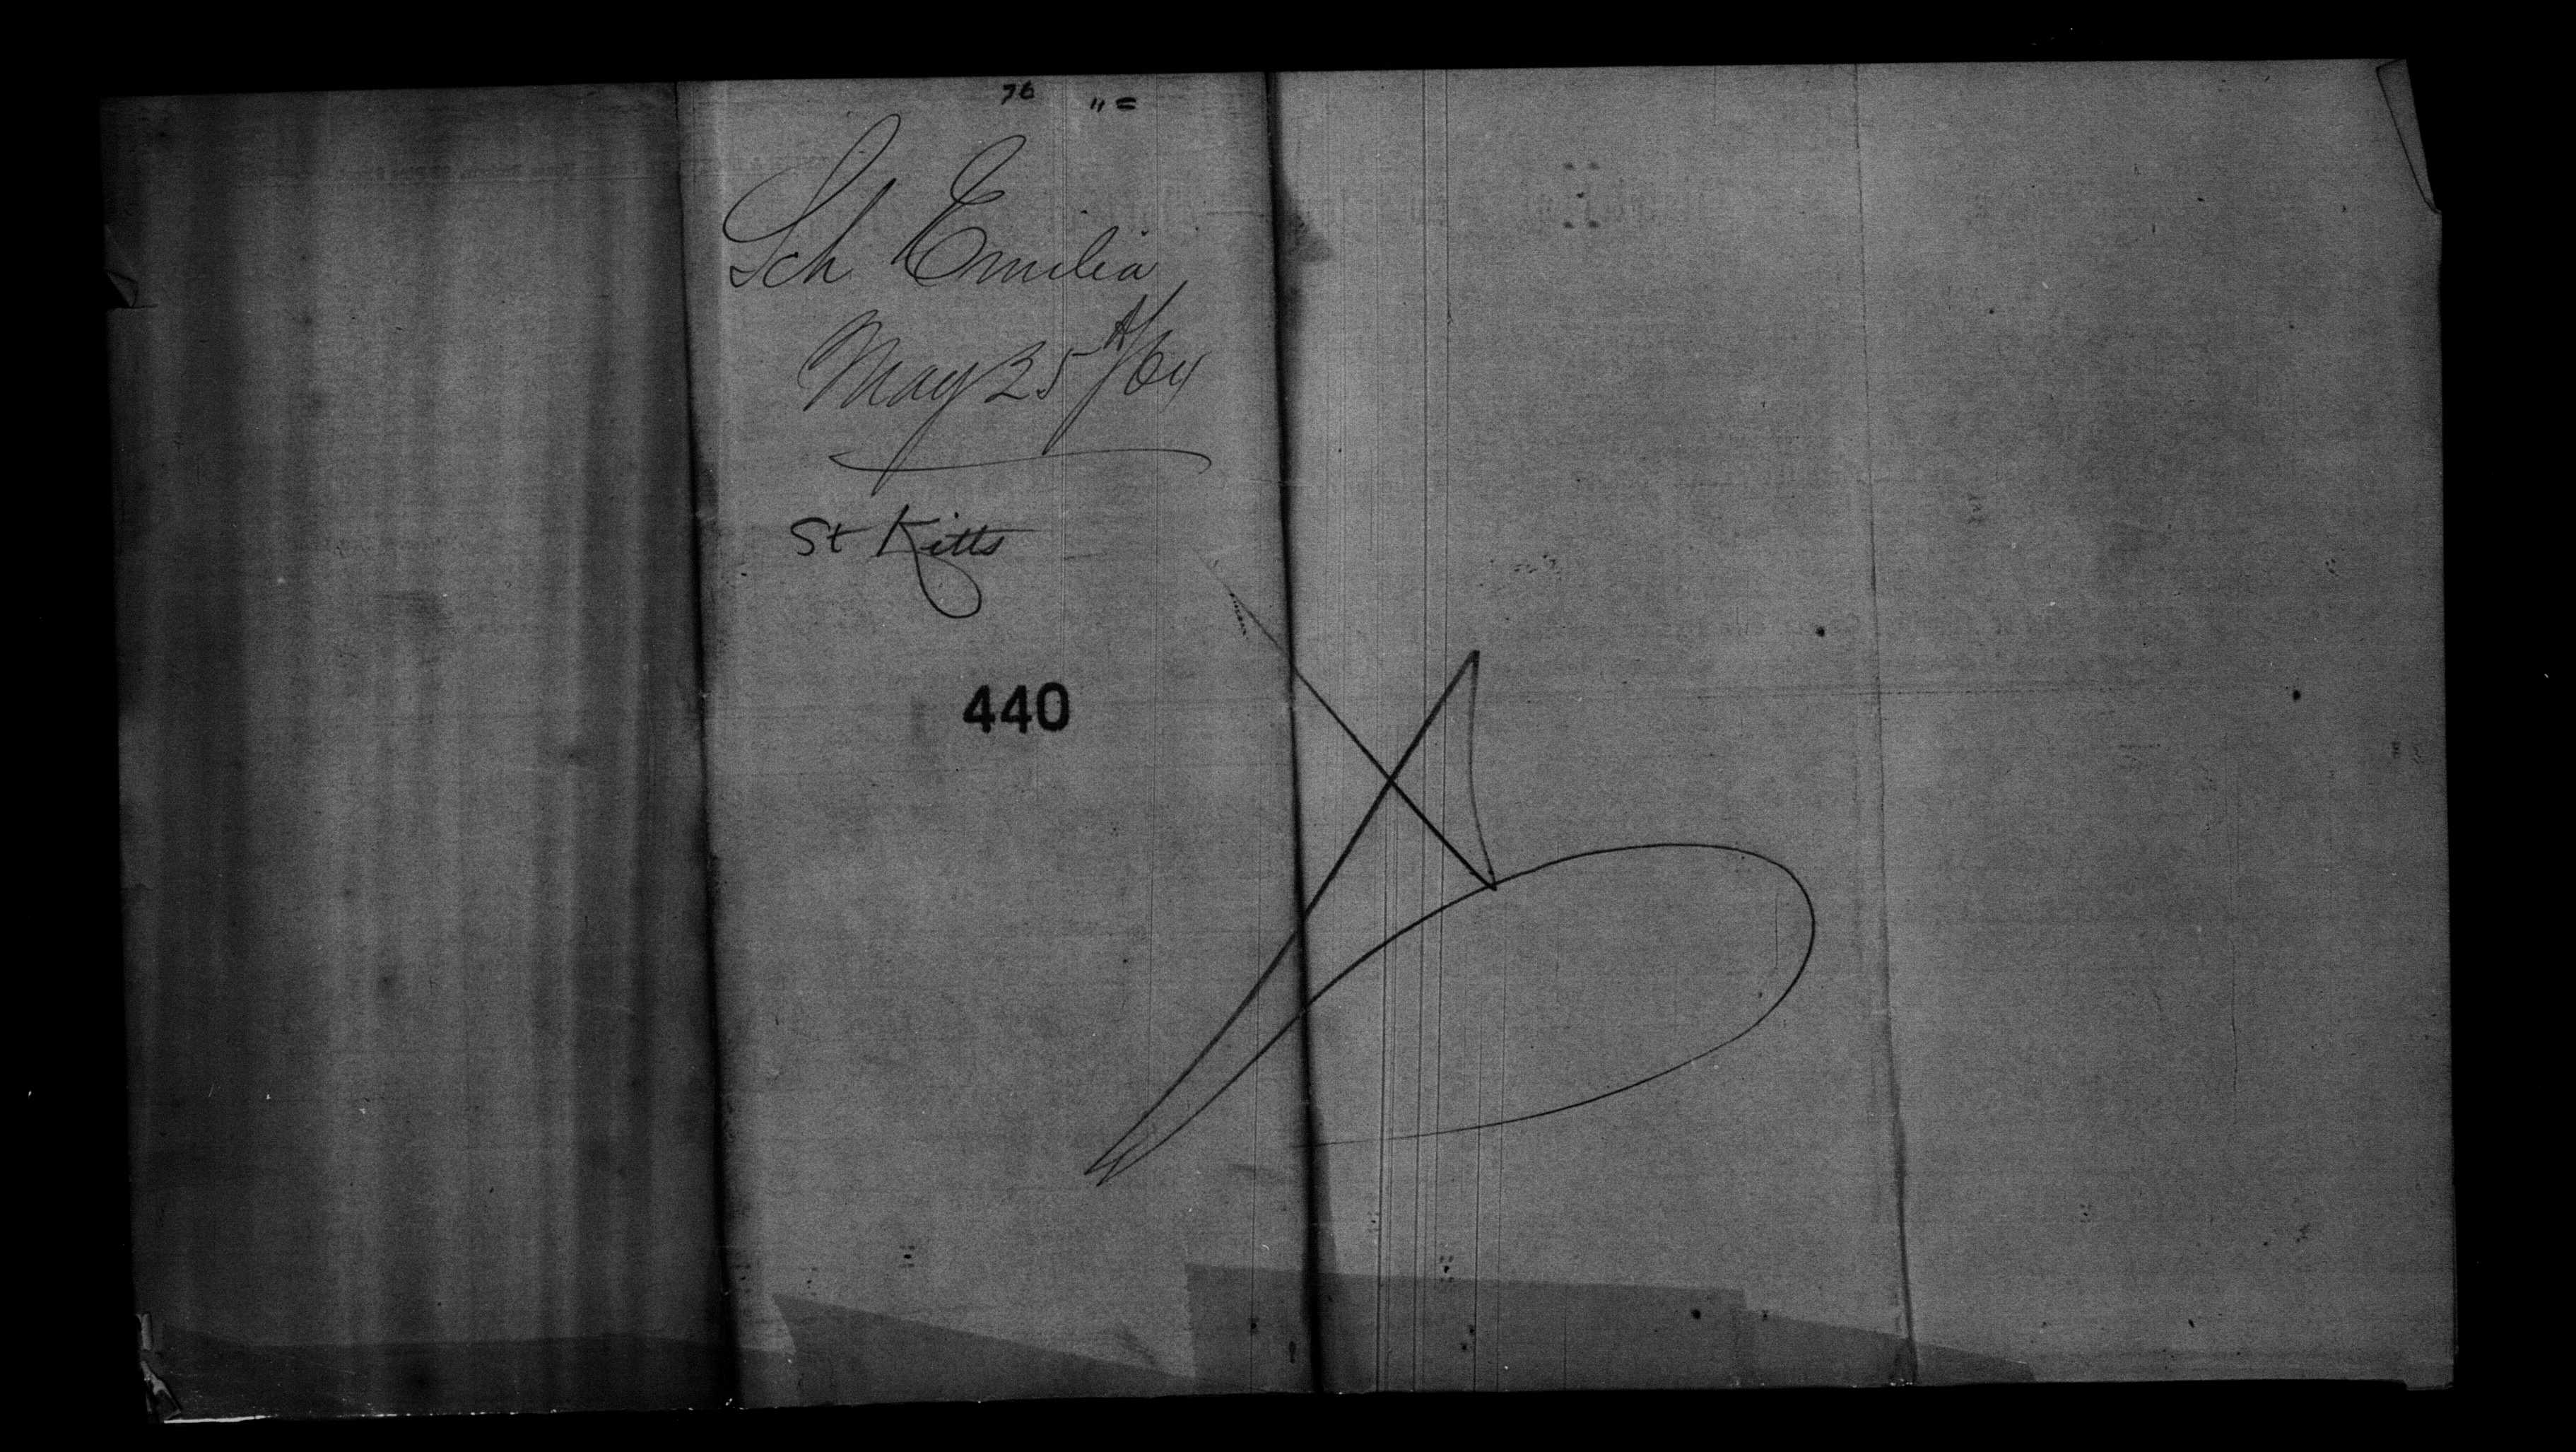 76 " =
Sch Emilia
May 25th/64
St Kitts
440